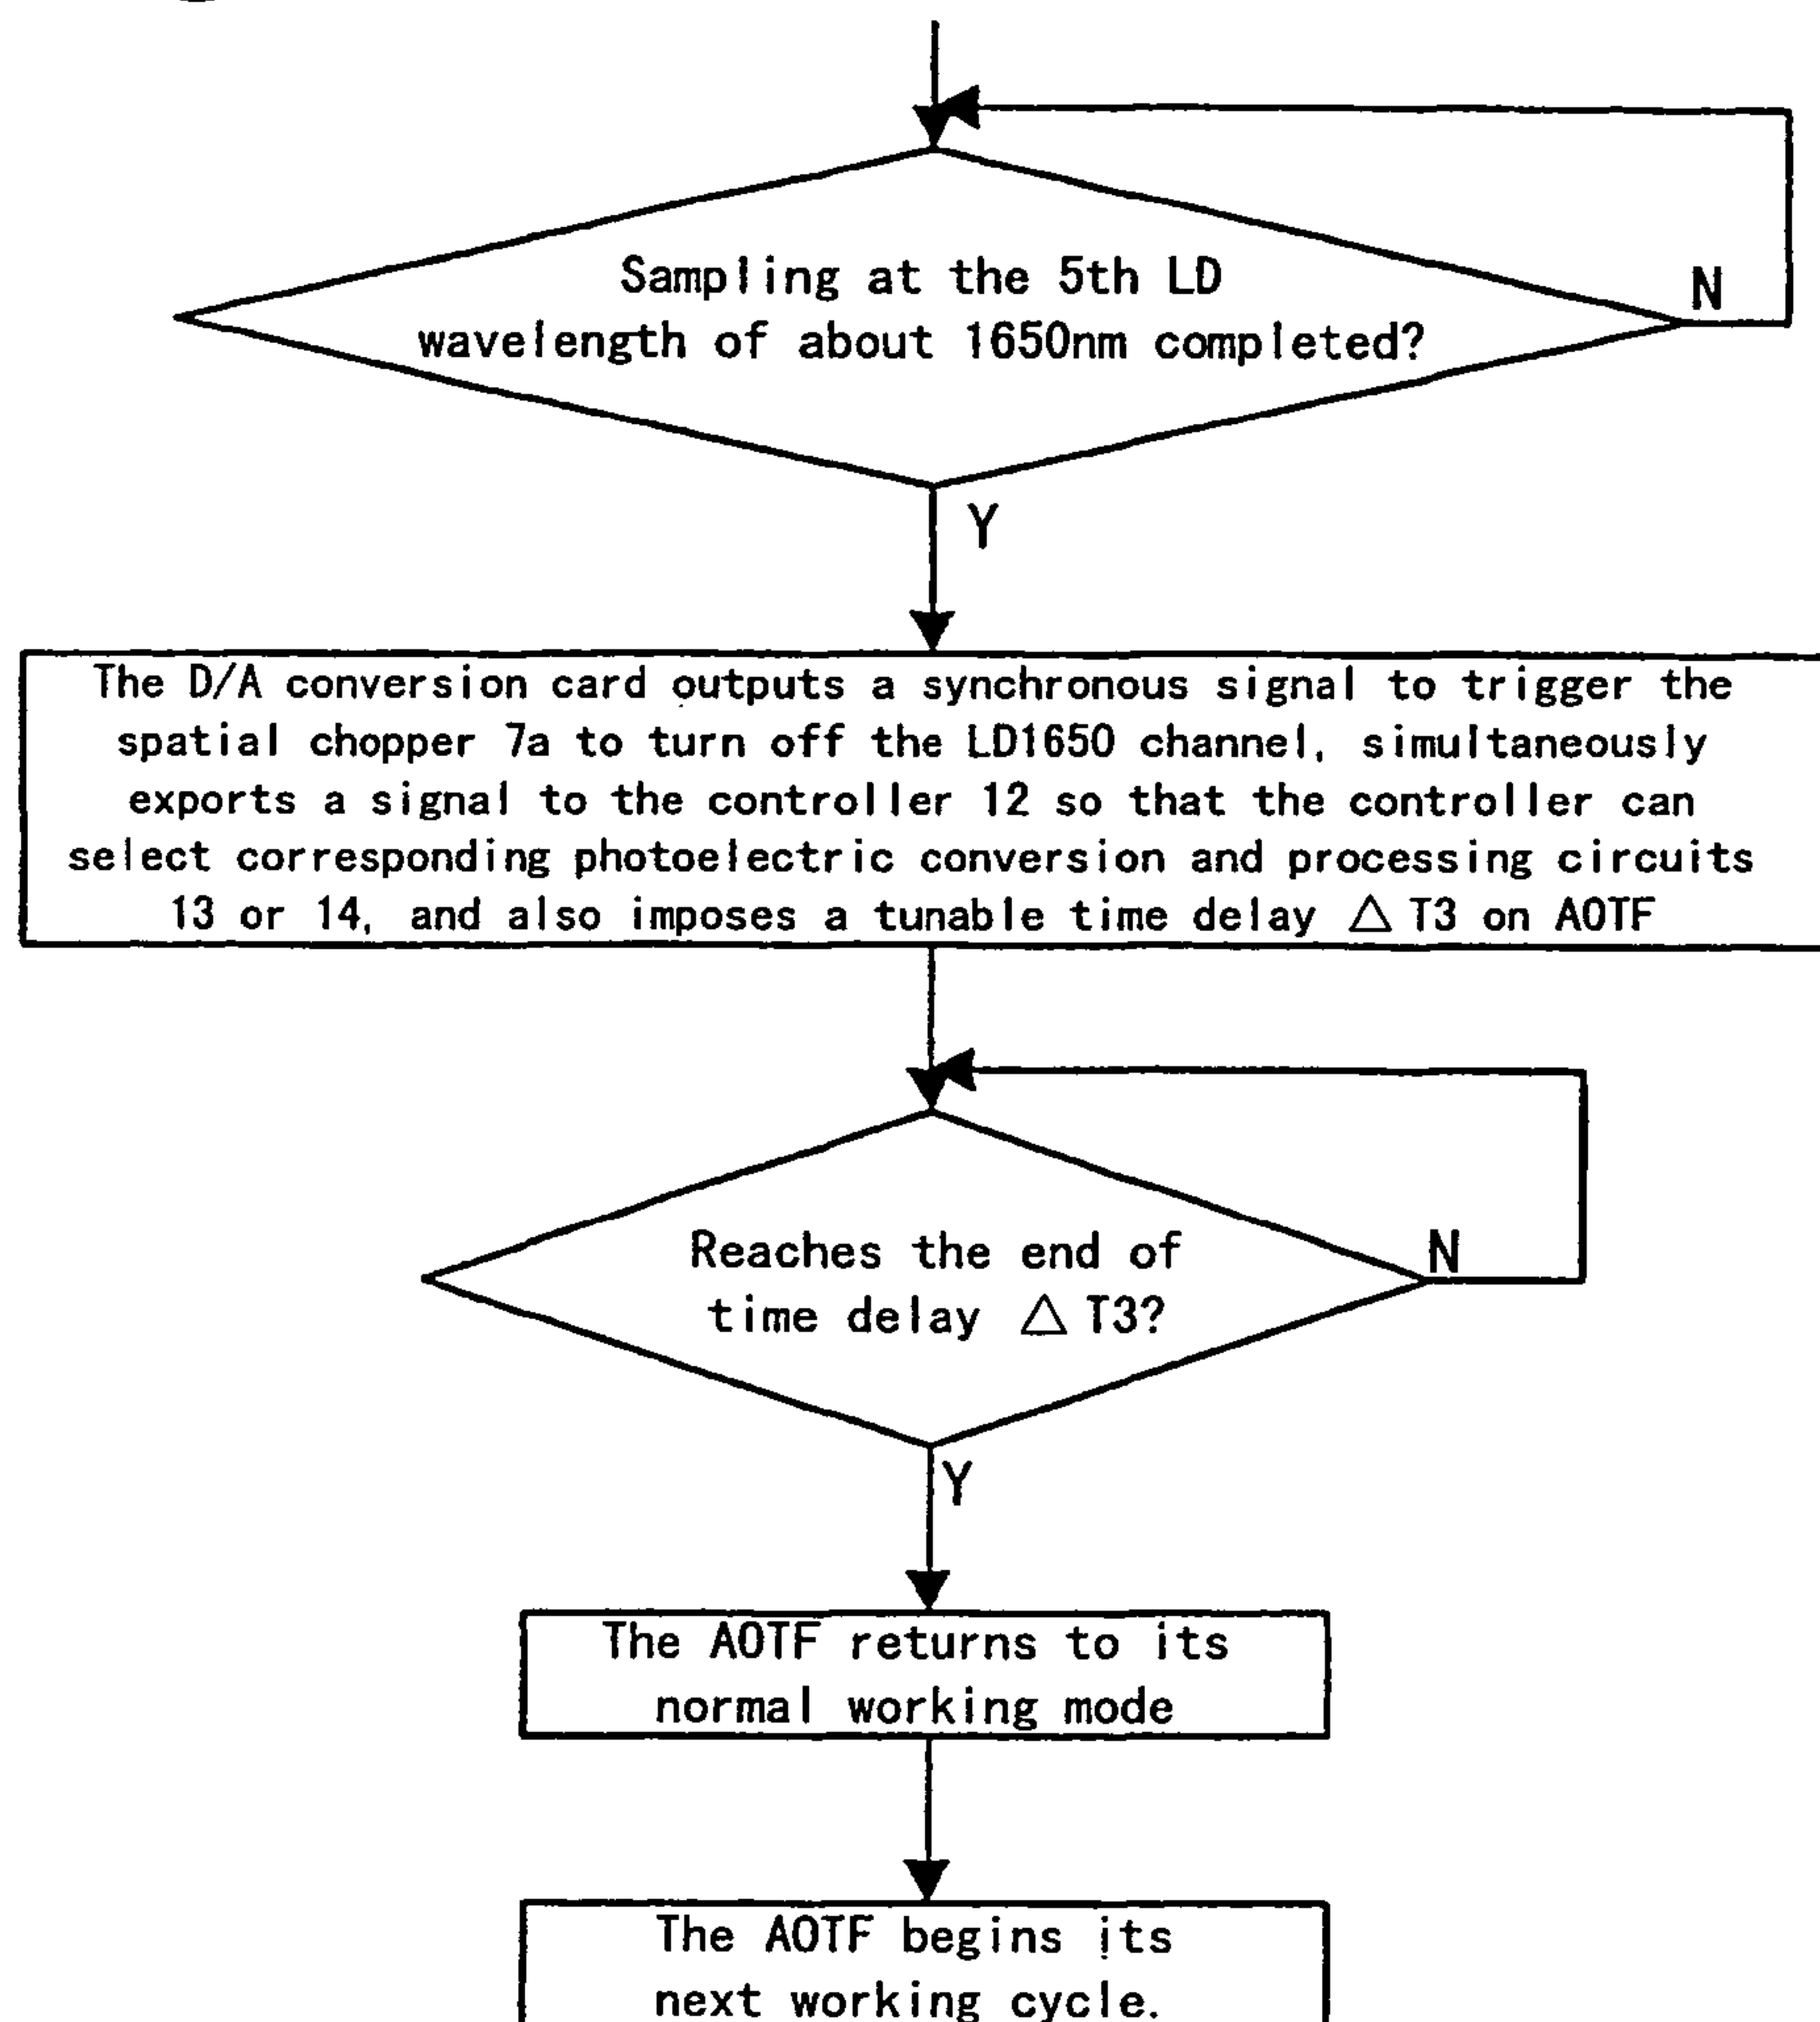 Sampling at the 5th LD
wavelength of about 1650nm completed?
N
Y
The D/A conversion card outputs a synchronous signal to trigger the
spatial chopper 7a to turn off the LD1650 channel, simultaneously
exports a signal to the controller 12 so that the controller can
select corresponding photoelectric conversion and processing circuits
13 or 14, and also imposes a tunable time delay △ T3 on AOTF
Reaches the end of
time delay △ T3?
N
Y
The AOTF returns to its
normal working mode
The AOTF begins its
next working cycle.